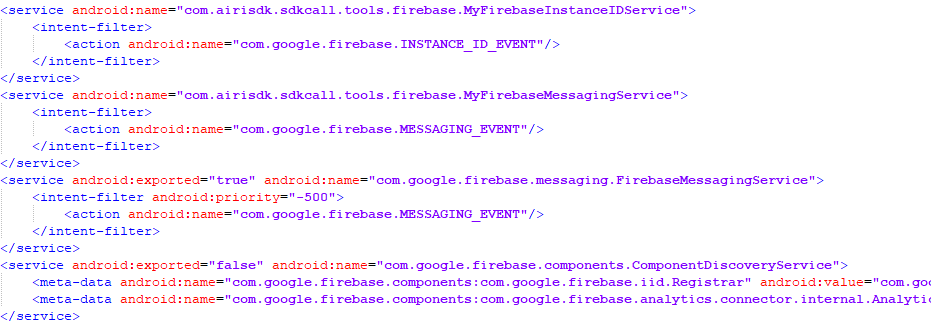 <service android:name="com.airisdk.sdkcall.tools.firebase.MyFirebaseInstanceIDService">
<intent-filter>
<action android:name="com.google.firebase.INSTANCE_ID_EVENT"/>
</intent-filter>
</service>
<service android:name="com.airisdk.sdkcall.tools.firebase.MyFirebaseMessagingService">
<intent-filter>
<action android:name="com.google.firebase.MESSAGING_EVENT"/>
</intent-filter>
</service>
<service android:exported="true" android:name="com.google.firebase.messaging.FirebaseMessagingService">
<intent-filter android:priority="-500">
<action android:name="com.google.firebase.MESSAGING_EVENT"/>
</intent-filter>
</service>
<service android:exported="false" android:name="com.google.firebase.components.ComponentDiscoveryService">
<meta-data android:name="com.google.firebase.components:com.google.firebase.iid.Registrar" android:value="com.goo
<meta-data android:name="com.google.firebase.components:com.google.firebase.analytics.connector.internal.Analytic
</service>